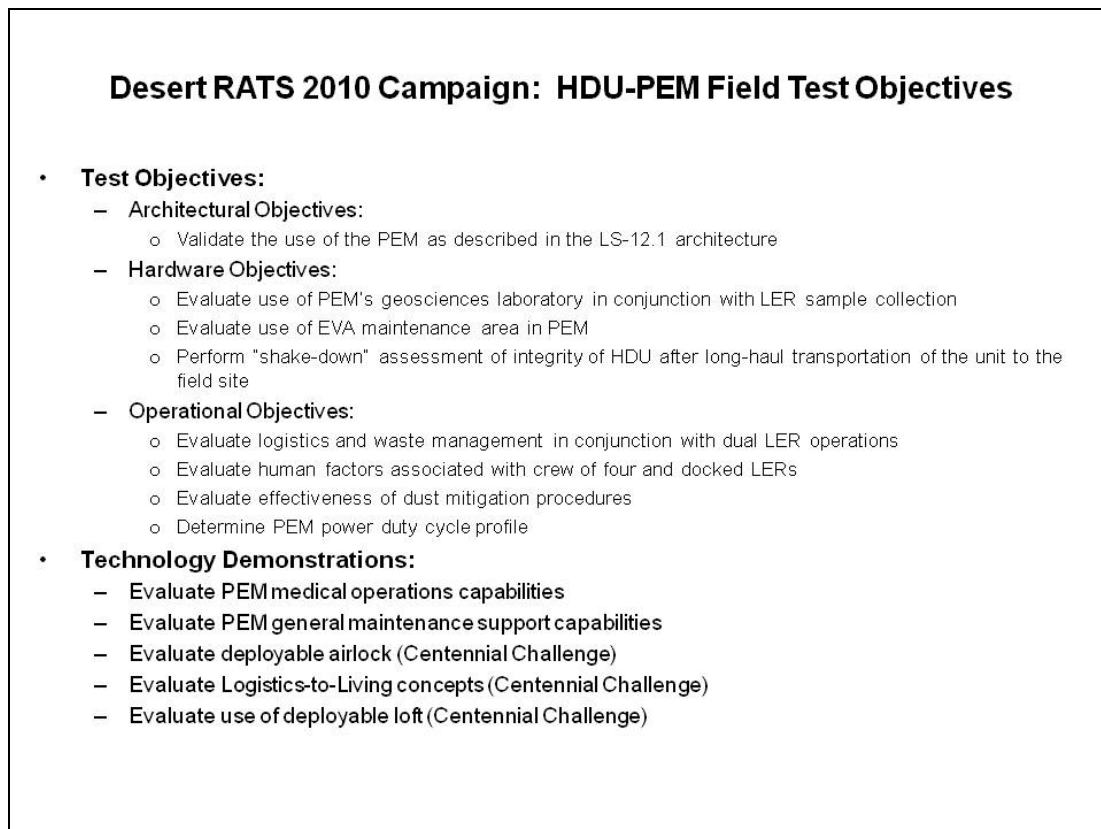 Desert RATS 2010 Campaign: HDU-PEM Field Test Objectives
• Test Objectives:
– Architectural Objectives:
o Validate the use of the PEM as described in the LS-12.1 architecture
– Hardware Objectives:
o Evaluate use of PEM's geosciences laboratory in conjunction with LER sample collection
o Evaluate use of EVA maintenance area in PEM
o Perform "shake-down" assessment of integrity of HDU after long-haul transportation of the unit to the
field site
– Operational Objectives:
o Evaluate logistics and waste management in conjunction with dual LER operations
o Evaluate human factors associated with crew of four and docked LERs
o Evaluate effectiveness of dust mitigation procedures
o Determine PEM power duty cycle profile
• Technology Demonstrations:
– Evaluate PEM medical operations capabilities
– Evaluate PEM general maintenance support capabilities
– Evaluate deployable airlock (Centennial Challenge)
– Evaluate Logistics-to-Living concepts (Centennial Challenge)
– Evaluate use of deployable loft (Centennial Challenge)